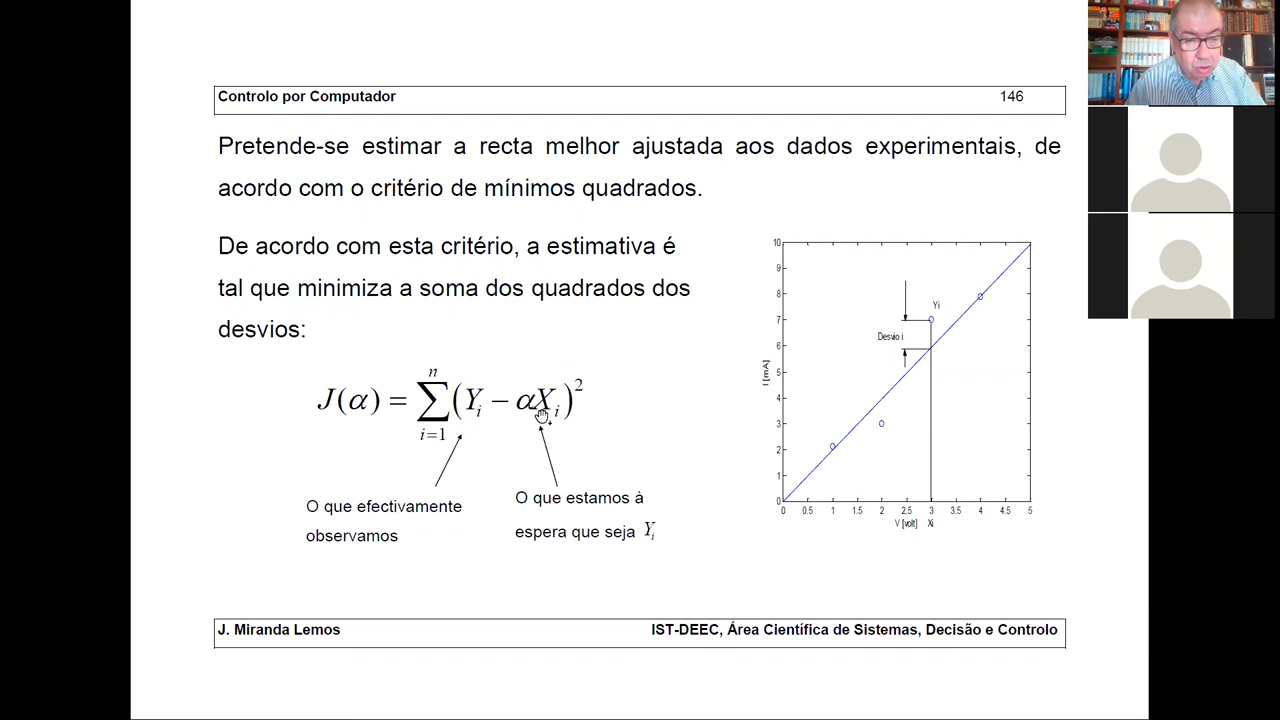 Controlo por Computador 146
Pretende-se estimar a recta melhor ajustada aos dados experimentais, de
acordo com o critério de mínimos quadrados.
De acordo com esta critério, a estimativa é
tal que minimiza a soma dos quadrados dos
desvios:
J(α) = ∑_{i=1}^{n} (Y_i − αX_i)^2
O que efectivamente
observamos
O que estamos à
espera que seja Y_i
10
9
8
7
6
5
4
3
2
1
0
I [mA]
Yi
Desvio i
0 0.5 1 1.5 2 2.5 3 3.5 4 4.5 5
V [volt] Xi
J. Miranda Lemos IST-DEEC, Área Científica de Sistemas, Decisão e Controlo